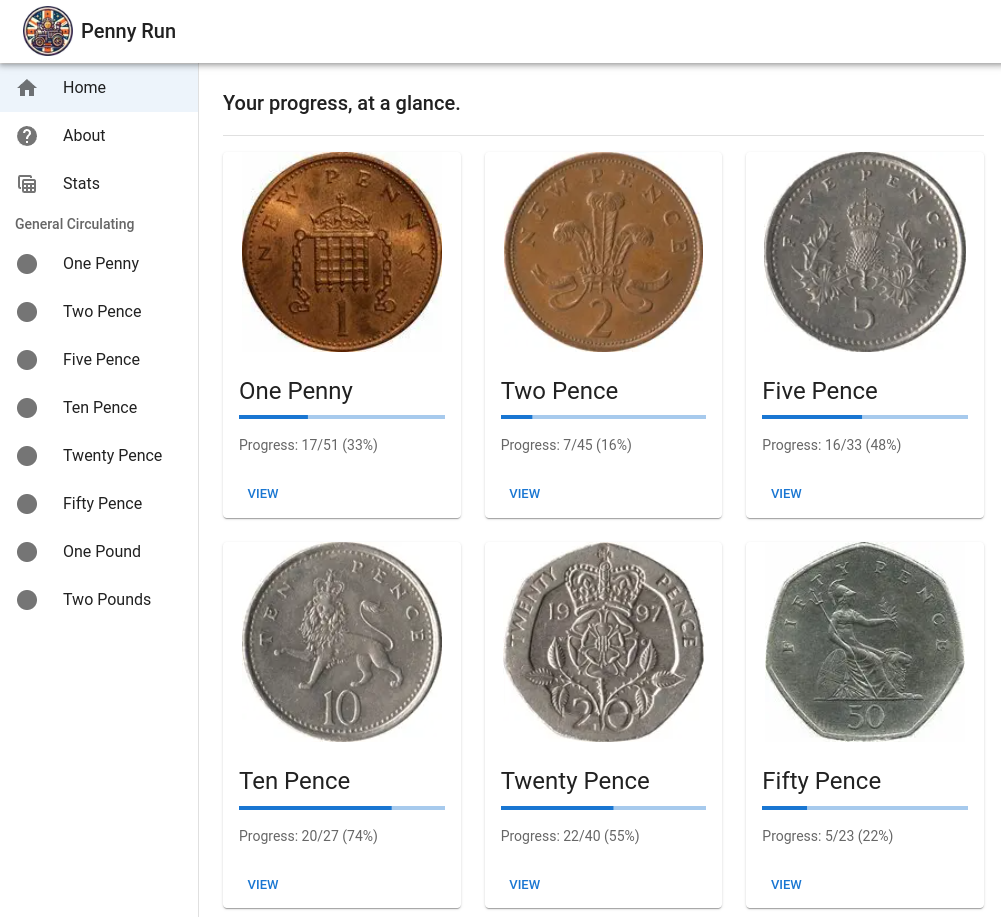 Penny Run
Home
About
Stats
General Circulating
One Penny
Two Pence
Five Pence
Ten Pence
Twenty Pence
Fifty Pence
One Pound
Two Pounds
Your progress, at a glance.
NEW PENNY
1
One Penny
Progress: 17/51 (33%)
VIEW
NEW PENCE
2
Two Pence
Progress: 7/45 (16%)
VIEW
FIVE PENCE
5
Five Pence
Progress: 16/33 (48%)
VIEW
TEN PENCE
10
Ten Pence
Progress: 20/27 (74%)
VIEW
TWENTY PENCE
1997
20
Twenty Pence
Progress: 22/40 (55%)
VIEW
FIFTY PENCE
50
Fifty Pence
Progress: 5/23 (22%)
VIEW